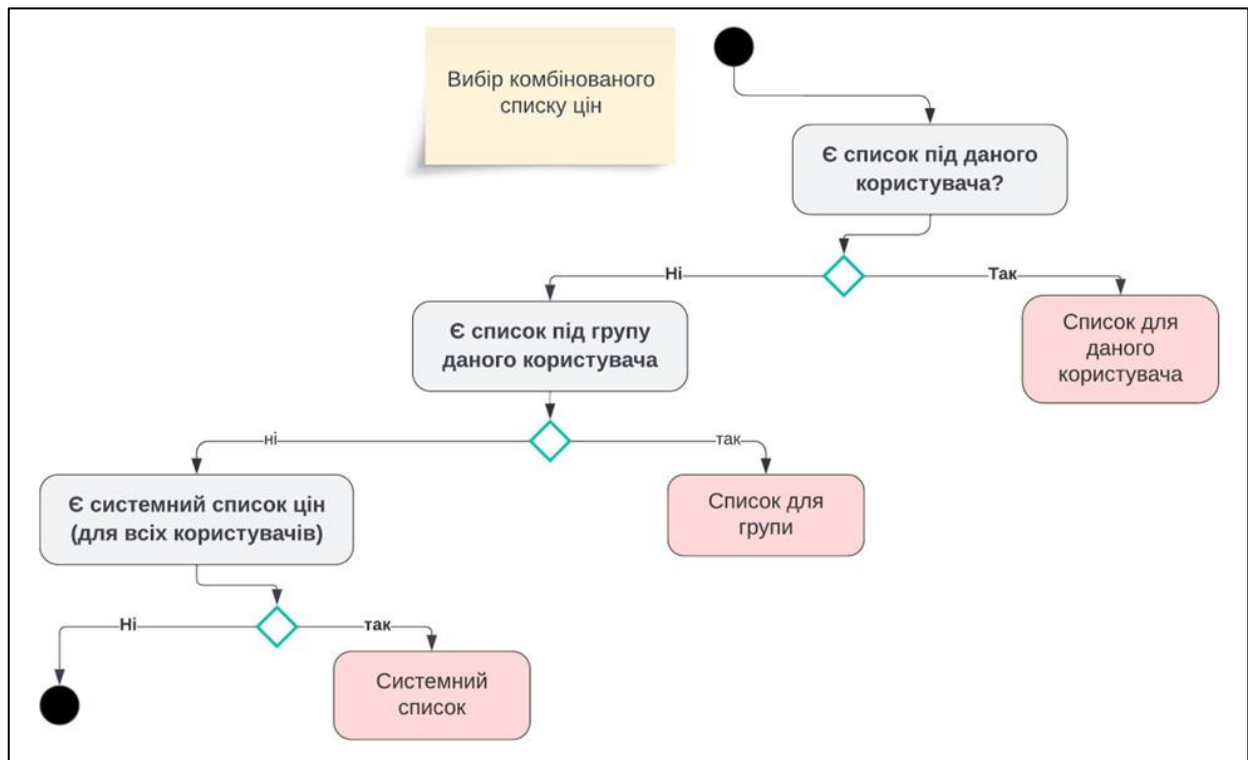 Вибір комбінованого
списку цін
Є список під даного
користувача?
Ні
Так
Є список під групу
даного користувача
Список для
даного
користувача
ні
так
Є системний список цін
(для всіх користувачів)
Список для
групи
Ні
так
Системний
список